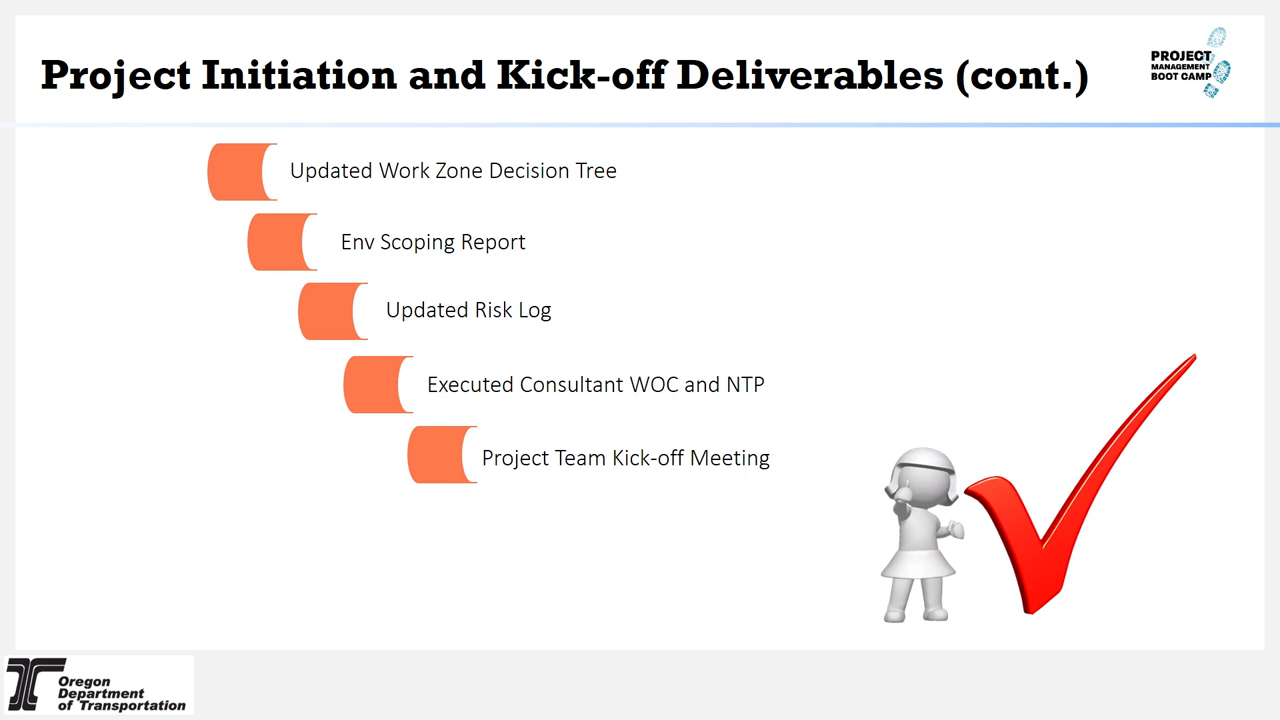 Project Initiation and Kick-off Deliverables (cont.)
PROJECT
MANAGEMENT
BOOT CAMP
Updated Work Zone Decision Tree
Env Scoping Report
Updated Risk Log
Executed Consultant WOC and NTP
Project Team Kick-off Meeting
Oregon
Department
of Transportation